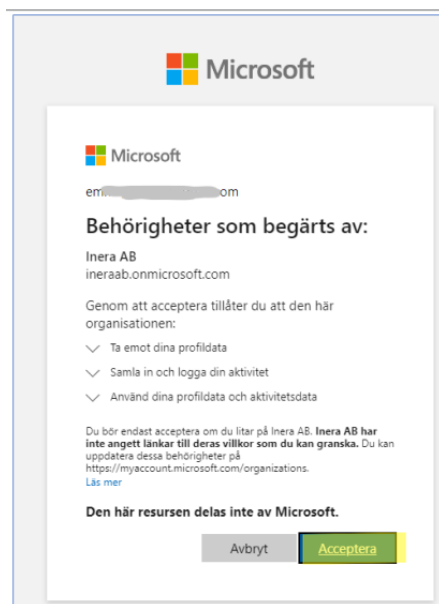 Microsoft
Microsoft
em om
Behörigheter som begärts av:
Inera AB
ineraab.onmicrosoft.com
Genom att acceptera tillåter du att den här
organisationen:
Ta emot dina profildata
Samla in och logga din aktivitet
Använd dina profildata och aktivitetsdata
Du bör endast acceptera om du litar på Inera AB. Inera AB har
inte angett länkar till deras villkor som du kan granska. Du kan
uppdatera dessa behörigheter på
https://myaccount.microsoft.com/organizations.
Läs mer
Den här resursen delas inte av Microsoft.
Avbryt Acceptera